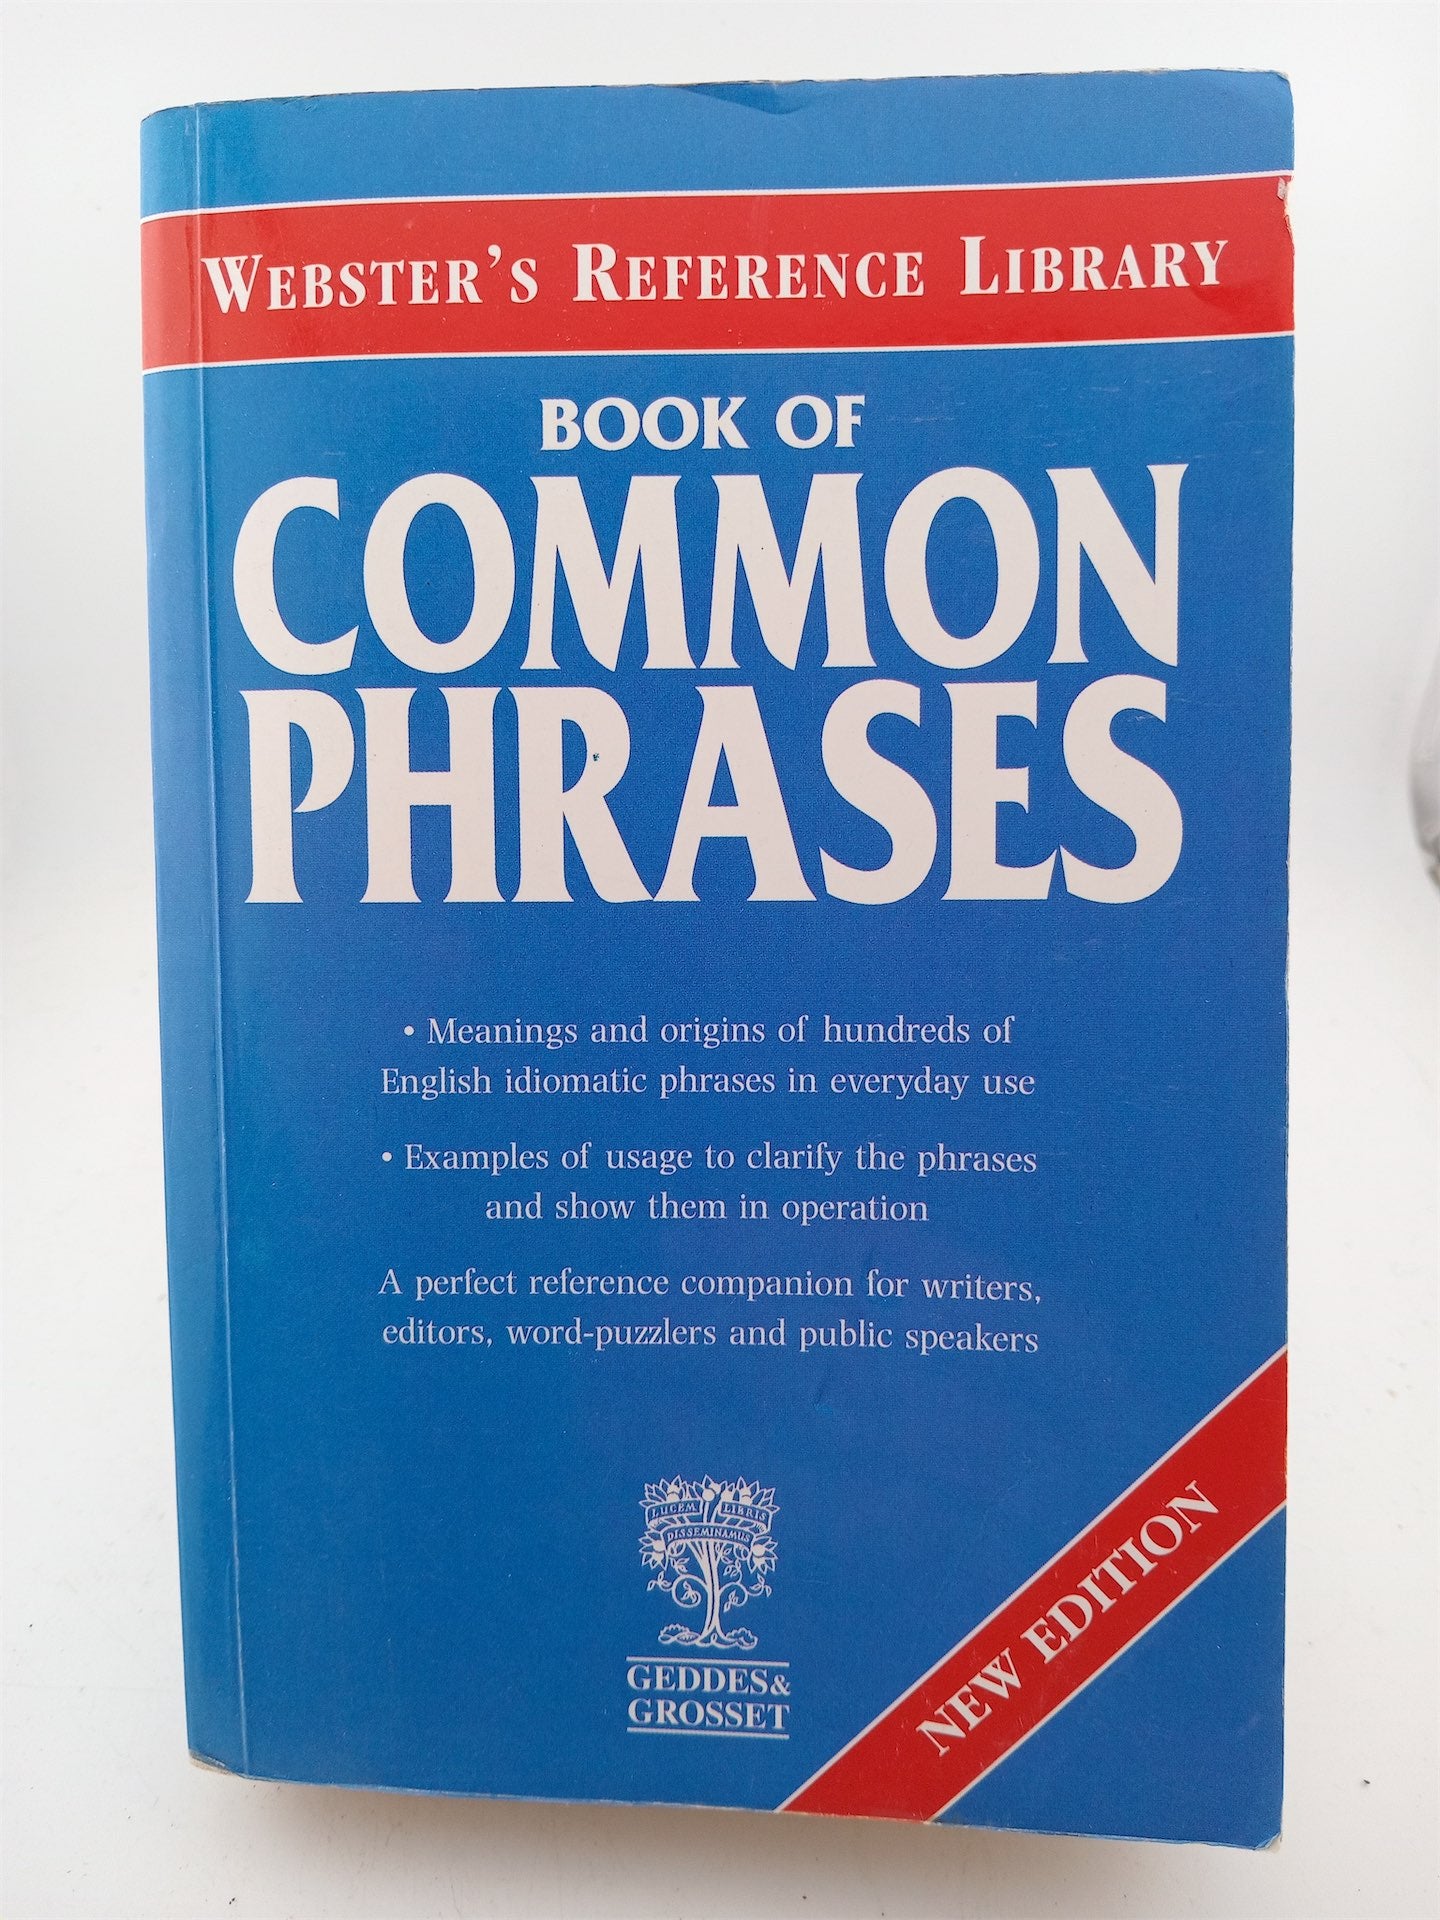 WEBSTER'S REFERENCE LIBRARY
BOOK OF
COMMON
PHRASES
• Meanings and origins of hundreds of
English idiomatic phrases in everyday use
• Examples of usage to clarify the phrases
and show them in operation
A perfect reference companion for writers,
editors, word-puzzlers and public speakers
LUCEM LIBRIS
DISSEMINAMUS
GEDDES&
GROSSET
NEW EDITION